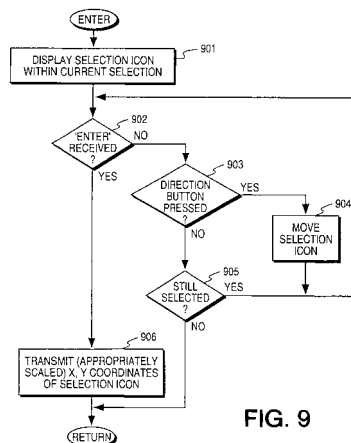 ENTER
DISPLAY SELECTION ICON
WITHIN CURRENT SELECTION
901
'ENTER'
RECEIVED
?
902
NO
YES
DIRECTION
BUTTON
PRESSED
?
903
YES
NO
904
MOVE
SELECTION
ICON
STILL
SELECTED
?
905
YES
NO
906
TRANSMIT (APPROPRIATELY
SCALED) X, Y COORDINATES
OF SELECTION ICON
RETURN
FIG. 9